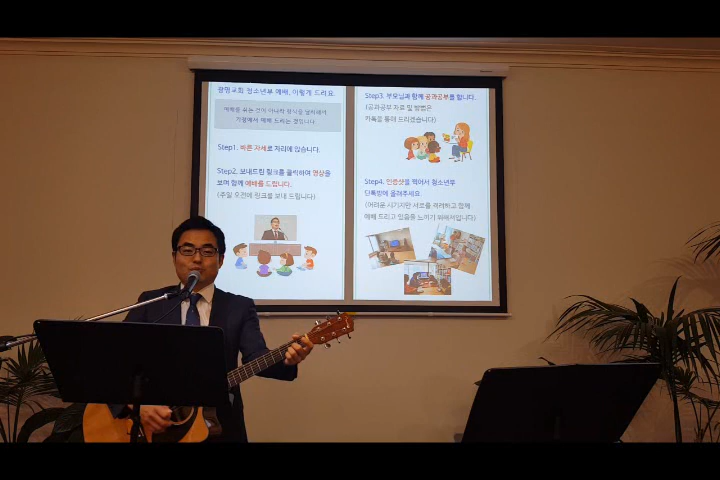 광명교회 청소년부 예배, 이렇게 드려요.
예배를 쉬는 것이 아니라 형식을 달리해서
가정에서 예배 드리는 것입니다.
Step1. 바른 자세로 자리에 앉습니다.
Step2. 보내드린 링크를 클릭하여 영상을
보며 함께 예배를 드립니다.
(주일 오전에 링크를 보내 드립니다)
Step3. 부모님과 함께 공과공부를 합니다.
(공과공부 자료 및 방법은
카톡을 통해 드리겠습니다)
Step4. 인증샷을 찍어서 청소년부
단톡방에 올려주세요.
(어려운 시기지만 서로를 격려하고 함께
예배 드리고 있음을 느끼기 위해서입니다)